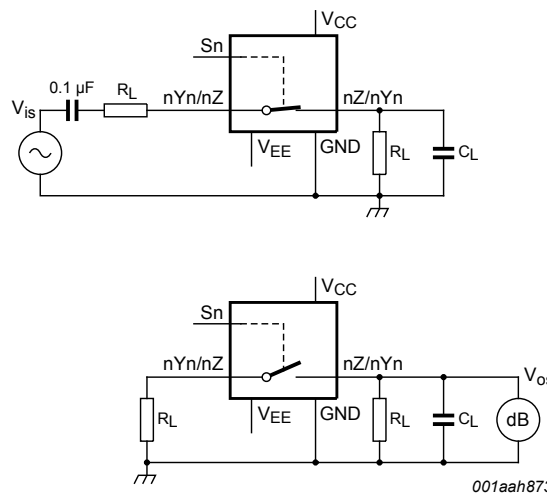 VCC
Sn
0.1 µF
RL
nYn/nZ
nZ/nYn
Vis
VEE
GND
RL
CL
VCC
Sn
nYn/nZ
nZ/nYn
Vos
RL
VEE
GND
RL
CL
dB
001aah873